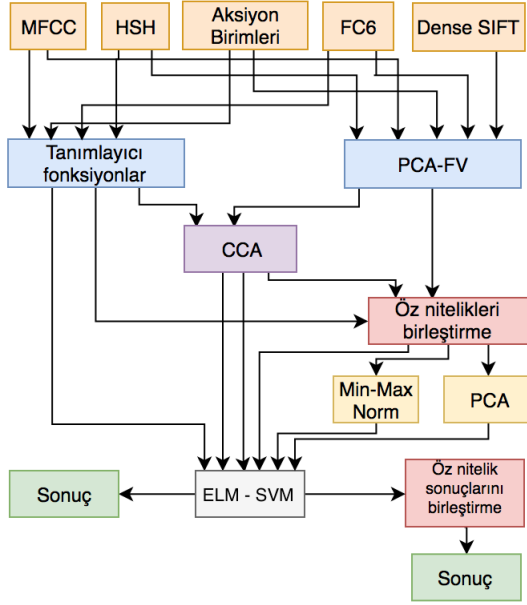 MFCC
HSH
Aksiyon
Birimleri
FC6
Dense SIFT
Tanımlayıcı
fonksiyonlar
PCA-FV
CCA
Öz nitelikleri
birleştirme
Min-Max
Norm
PCA
Sonuç
ELM - SVM
Öz nitelik
sonuçlarını
birleştirme
Sonuç